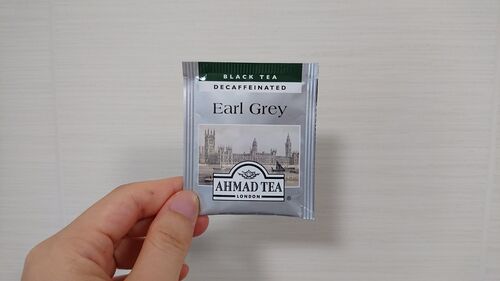 BLACK TEA
DECAFFEINATED
Earl Grey
AHMAD TEA
LONDON
®